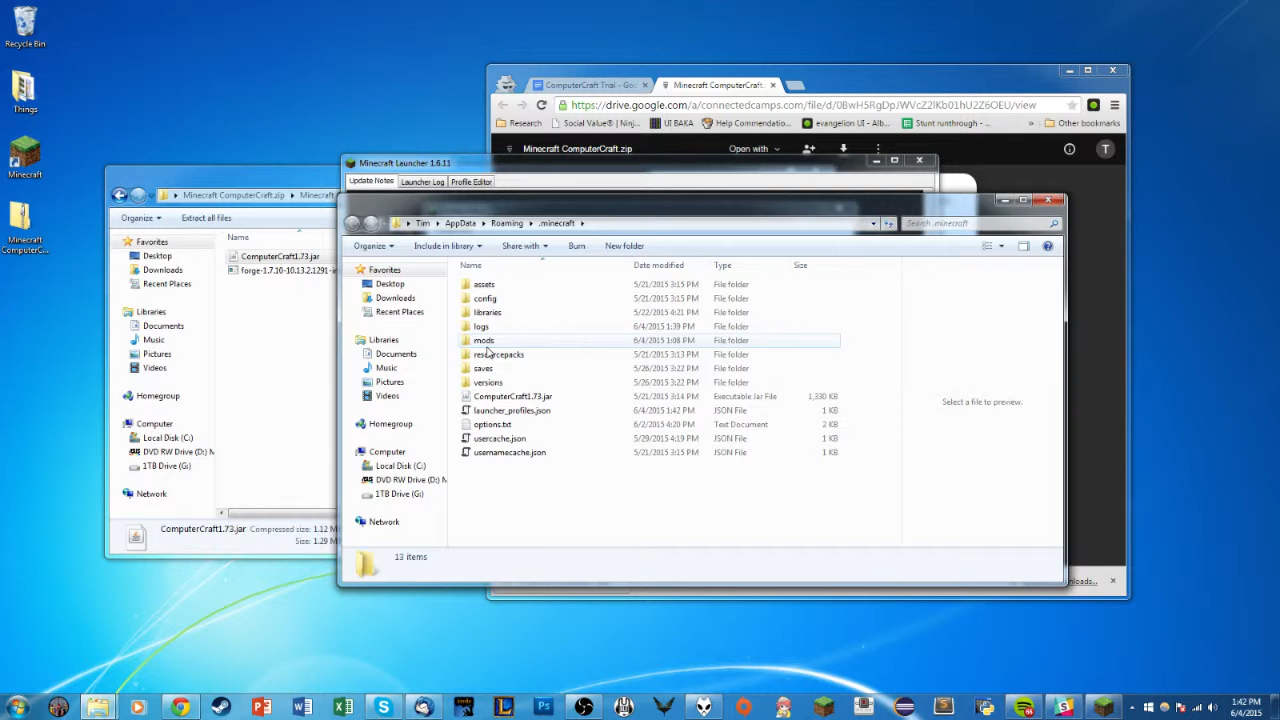 Recycle Bin
Things
Minecraft
Minecraft
ComputerC...
ComputerCraft Trial - Goo
Minecraft ComputerCraft.
https://drive.google.com/a/connectedcamps.com/file/d/0BwH5RgDpJWVcZ2lKb01hU2Z6OEU/view
Research
Social Value® | Ninj...
UI BAKA
Help Commendatio...
evangelion UI - Alb...
Stunt runthrough - ...
»
Other bookmarks
Minecraft ComputerCraft.zip
Open with
T
Minecraft Launcher 1.6.11
Update Notes
Launcher Log
Profile Editor
Minecraft ComputerCraft.zip
Minecraft
Organize
Extract all files
Favorites
Desktop
Downloads
Recent Places
Libraries
Documents
Music
Pictures
Videos
Homegroup
Computer
Local Disk (C:)
DVD RW Drive (D:) M
1TB Drive (G:)
Network
Name
ComputerCraft1.73.jar
forge-1.7.10-10.13.2.1291-in
ComputerCraft1.73.jar Compressed size: 1.12 M
Size: 1.29 M
Tim
AppData
Roaming
.minecraft
Search .minecraft
Organize
Include in library
Share with
Burn
New folder
Favorites
Desktop
Downloads
Recent Places
Libraries
Documents
Music
Pictures
Videos
Homegroup
Computer
Local Disk (C:)
DVD RW Drive (D:) M
1TB Drive (G:)
Network
Name Date modified Type Size
assets 5/21/2015 3:15 PM File folder
config 5/21/2015 3:15 PM File folder
libraries 5/22/2015 4:21 PM File folder
logs 6/4/2015 1:39 PM File folder
mods 6/4/2015 1:08 PM File folder
resourcepacks 5/21/2015 3:13 PM File folder
saves 5/26/2015 3:22 PM File folder
versions 5/26/2015 3:22 PM File folder
ComputerCraft1.73.jar 5/21/2015 3:14 PM Executable Jar File 1,330 KB
launcher_profiles.json 6/4/2015 1:42 PM JSON File 1 KB
options.txt 6/2/2015 4:20 PM Text Document 2 KB
usercache.json 5/29/2015 4:19 PM JSON File 1 KB
usernamecache.json 5/21/2015 3:15 PM JSON File 1 KB
Select a file to preview.
13 items
nloads...
1:42 PM
6/4/2015